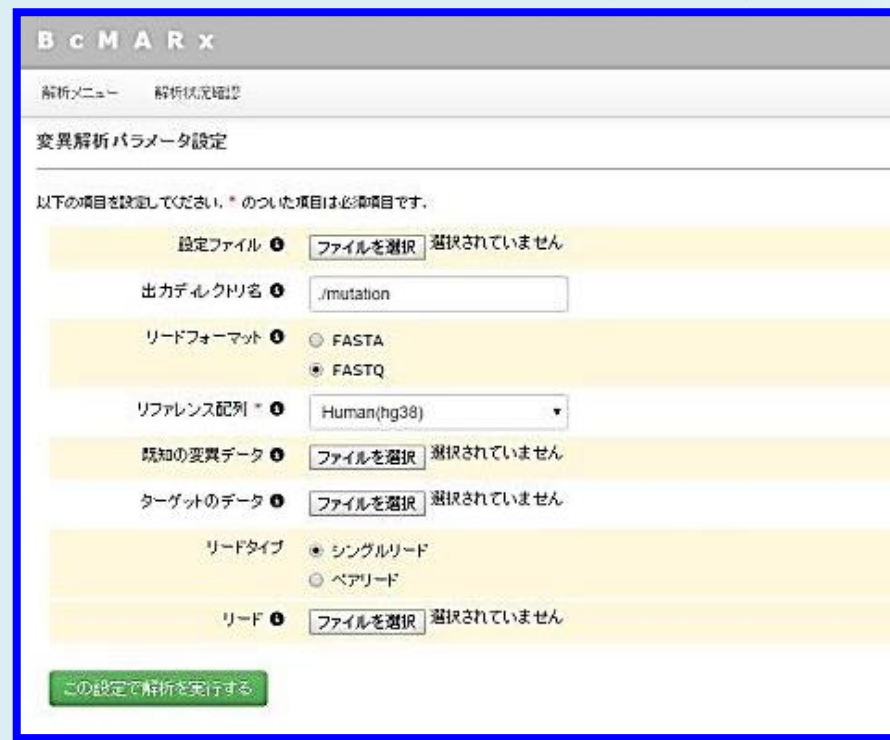 BcMARx
解析メニュー 解析状況確認
変異解析パラメータ設定
以下の項目を設定してください。* のついた項目は必須項目です。
設定ファイル ファイルを選択 選択されていません
出力ディレクトリ名 ./mutation
リードフォーマット FASTA
FASTQ
リファレンス配列 * Human(hg38)
既知の変異データ ファイルを選択 選択されていません
ターゲットのデータ ファイルを選択 選択されていません
リードタイプ シングルリード
ペアリード
リード ファイルを選択 選択されていません
この設定で解析を実行する